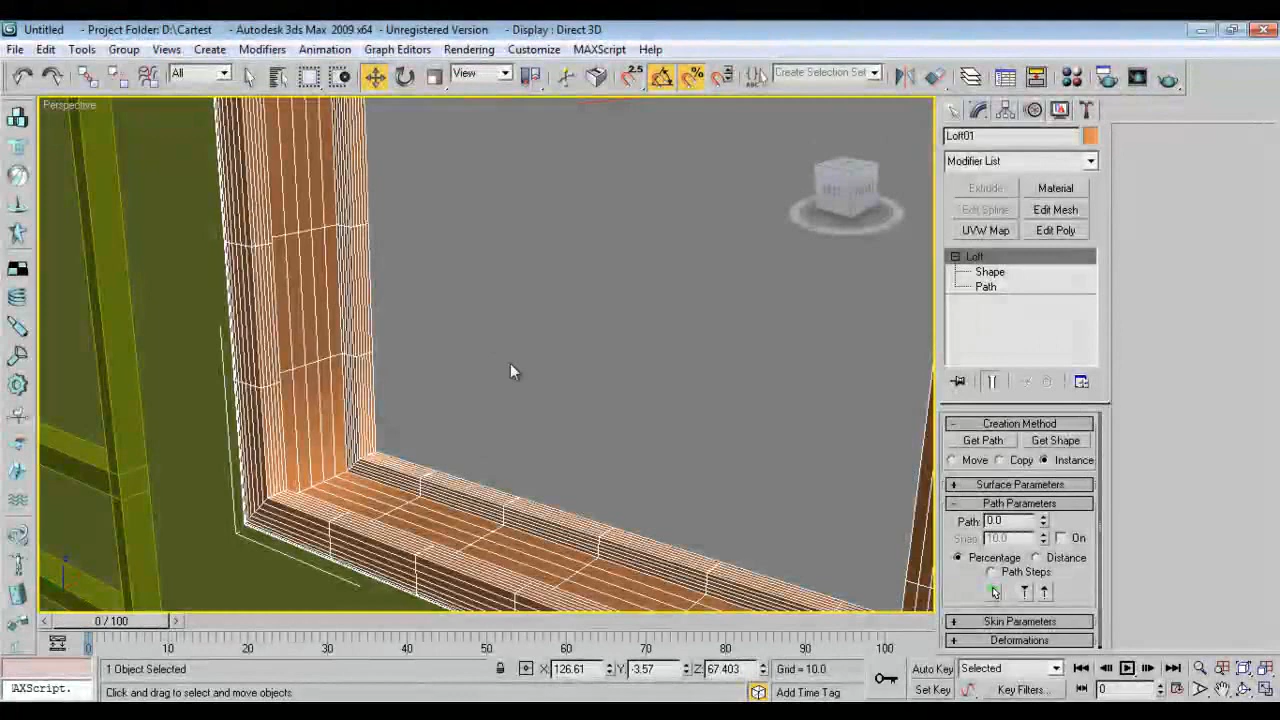 Untitled - Project Folder: D:\Cartest - Autodesk 3ds Max 2009 x64 - Unregistered Version - Display : Direct 3D
File Edit Tools Group Views Create Modifiers Animation Graph Editors Rendering Customize MAXScript Help
All View 2.5 Create Selection Set
Perspective
Loft01
Modifier List
Extrude Material
Edit Spline Edit Mesh
UVW Map Edit Poly
Loft
Shape
Path
Creation Method
Get Path Get Shape
Move Copy Instance
Surface Parameters
Path Parameters
Path: 0.0
Snap: 10.0 On
Percentage Distance
Path Steps
Skin Parameters
Deformations
0 / 100
0 10 20 30 40 50 60 70 80 90 100
1 Object Selected X: 126.61 Y: -3.57 Z: 67.403 Grid = 10.0 Auto Key Selected
AXScript. Click and drag to select and move objects Add Time Tag Set Key Key Filters... 0